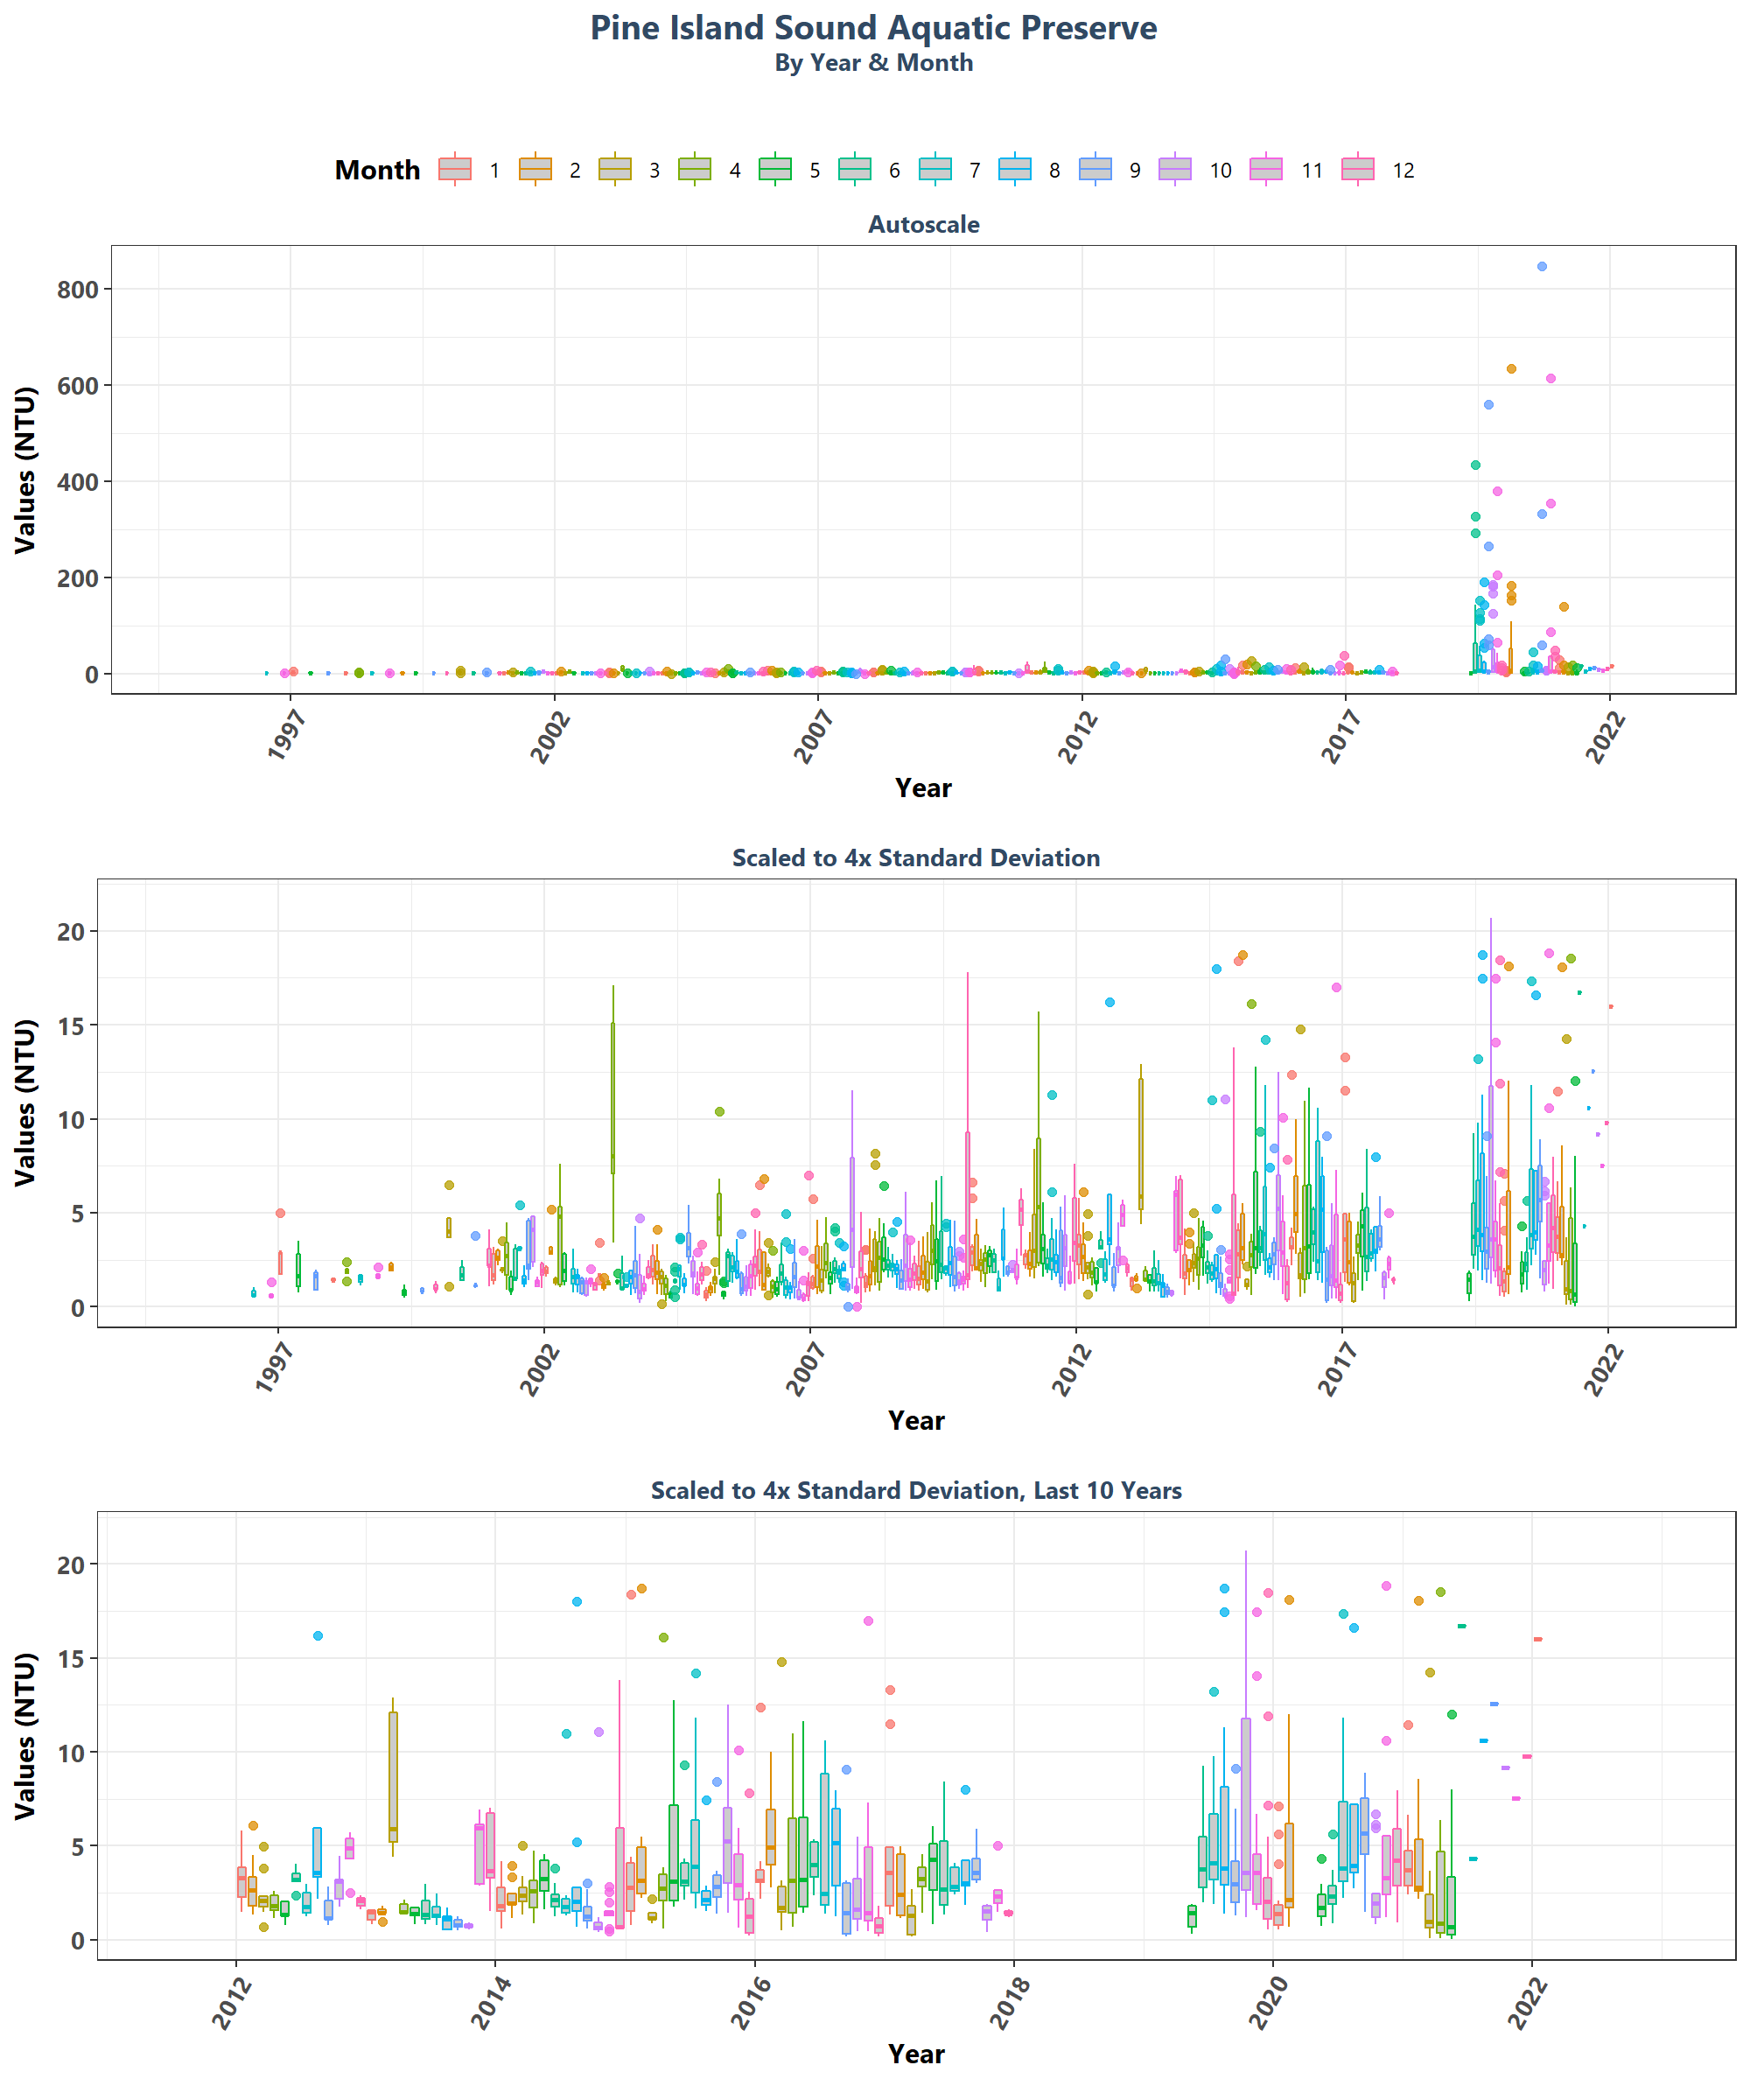 Pine Island Sound Aquatic Preserve
By Year & Month
Month 1 2 3 4 5 6 7 8 9 10 11 12
Autoscale
Values (NTU)
800
600
400
200
0
1997 2002 2007 2012 2017 2022
Year
Scaled to 4x Standard Deviation
Values (NTU)
20
15
10
5
0
1997 2002 2007 2012 2017 2022
Year
Scaled to 4x Standard Deviation, Last 10 Years
Values (NTU)
20
15
10
5
0
2012 2014 2016 2018 2020 2022
Year